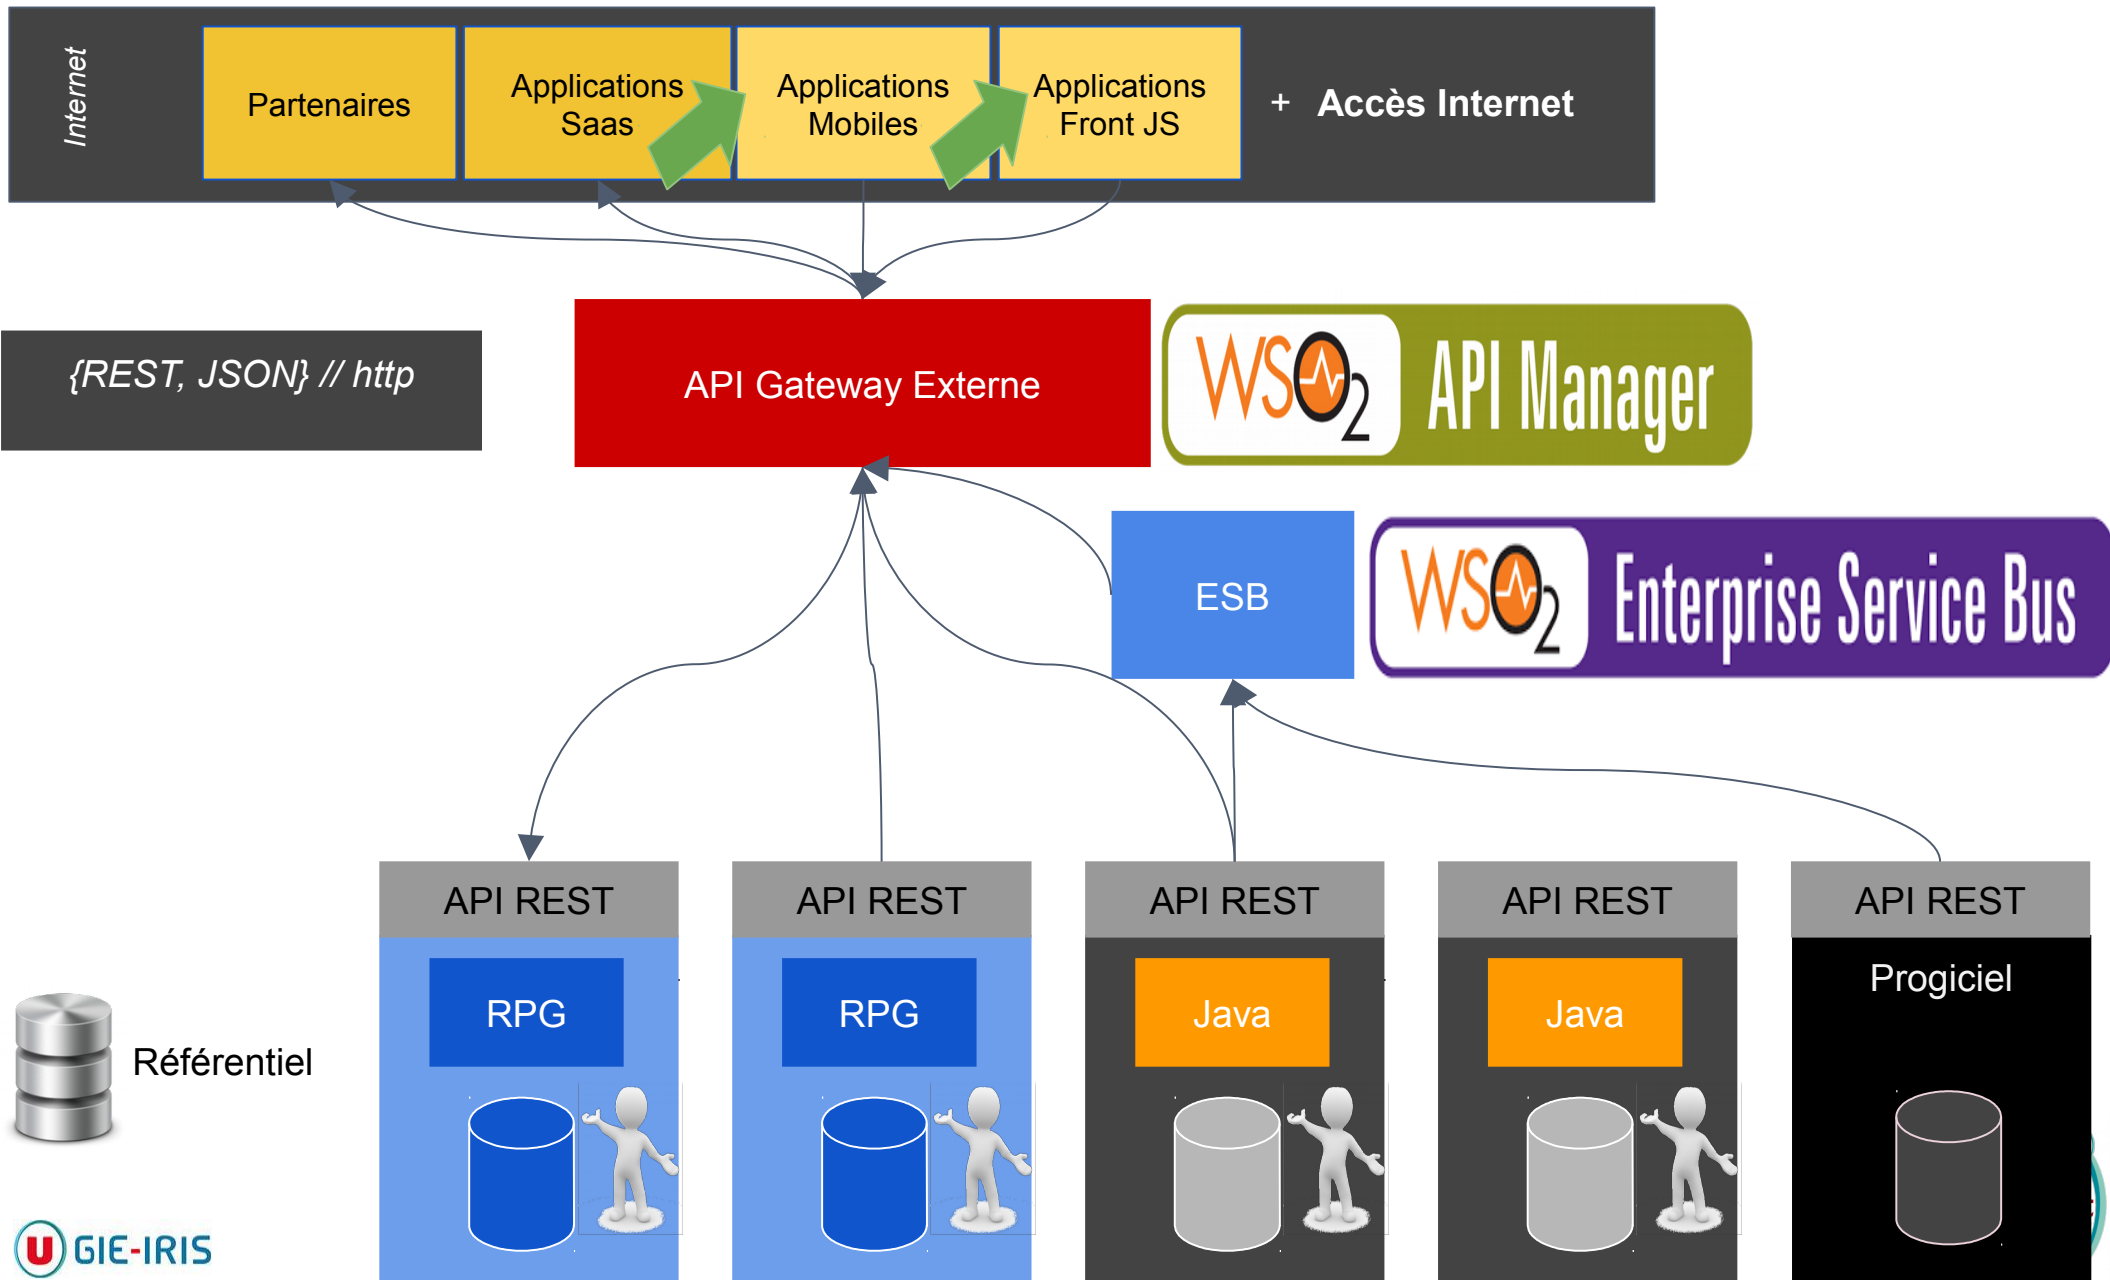 Internet
Partenaires
Applications
Saas
Applications
Mobiles
Applications
Front JS
+ Accès Internet
{REST, JSON} // http
API Gateway Externe
WSO2 API Manager
ESB
WSO2 Enterprise Service Bus
API REST
API REST
API REST
API REST
API REST
RPG
RPG
Java
Java
Progiciel
Référentiel
U GIE-IRIS